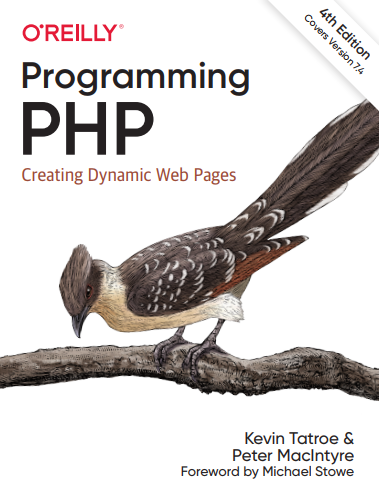 O'REILLY®
4th Edition
Covers Version 7.4
Programming
PHP
Creating Dynamic Web Pages
Kevin Tatroe &
Peter MacIntyre
Foreword by Michael Stowe